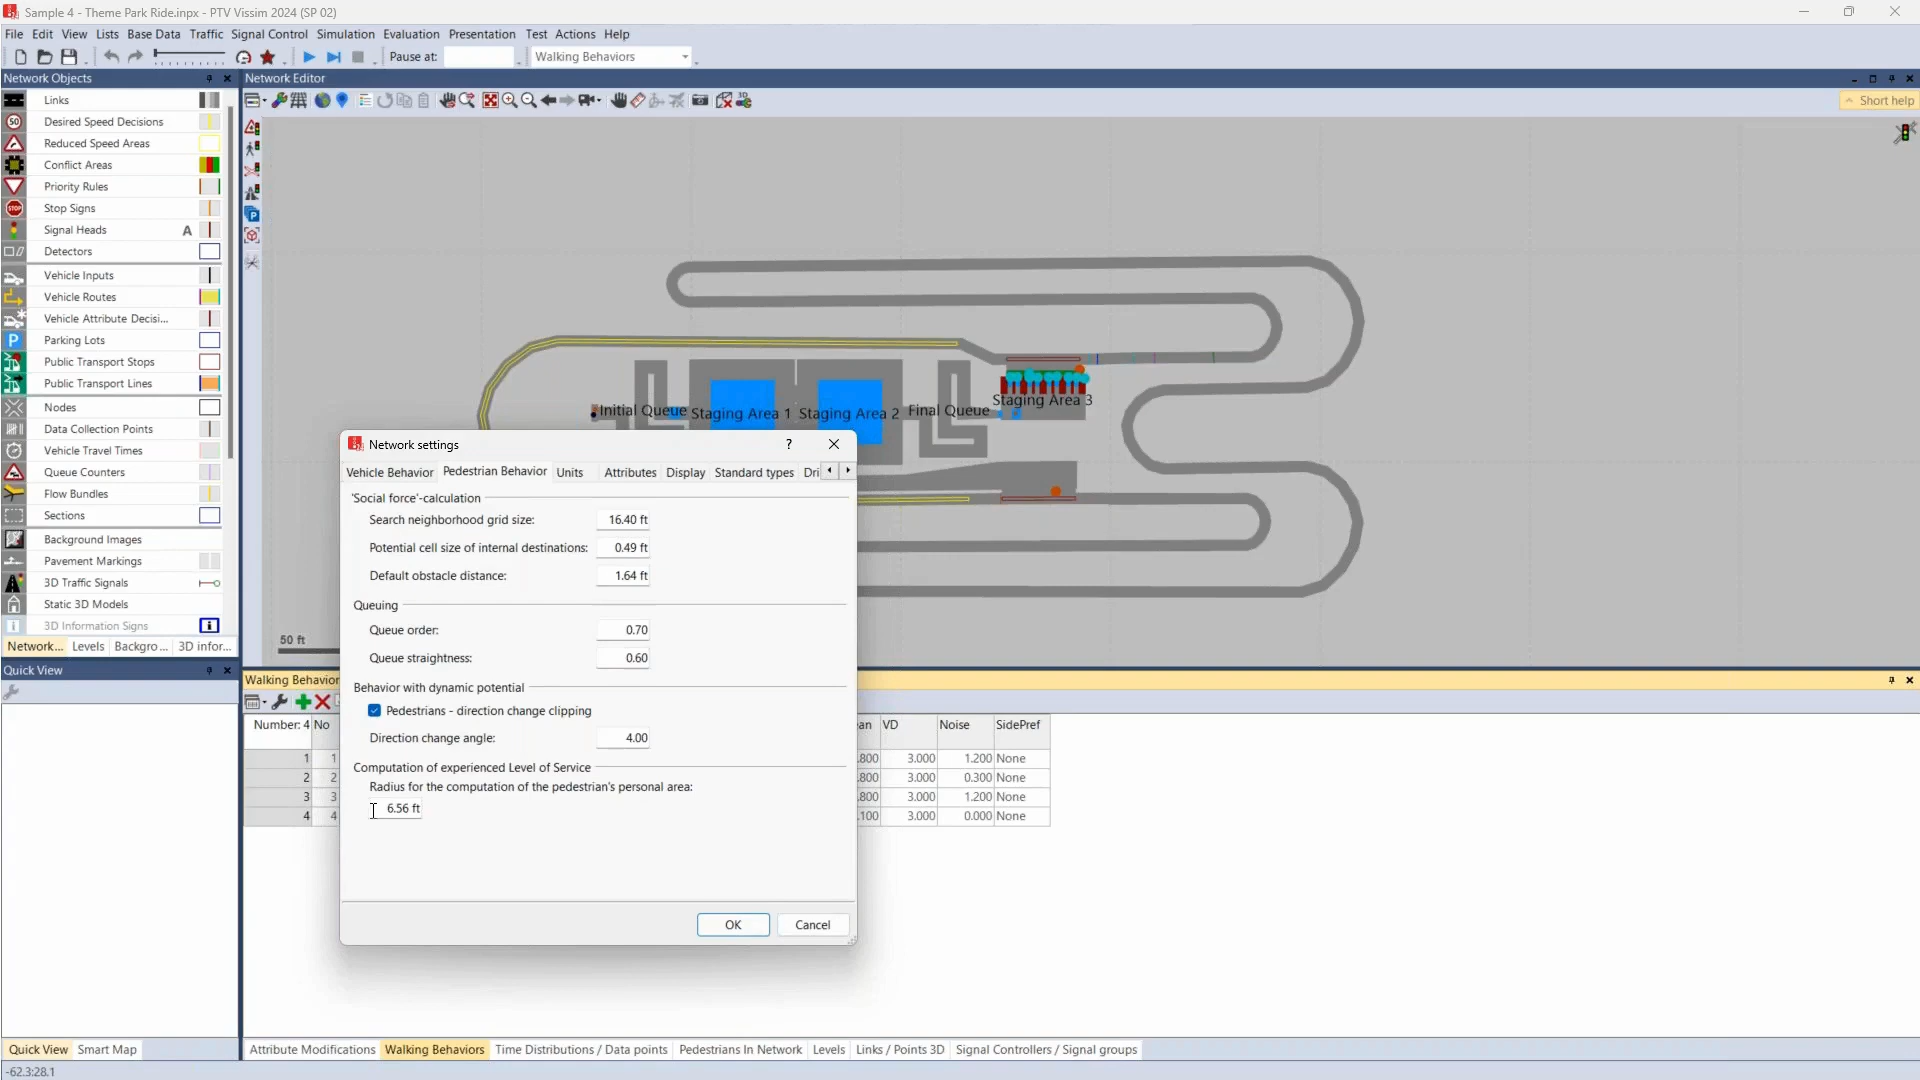 Sample 4 - Theme Park Ride.inpx - PTV Vissim 2024 (SP 02)
File Edit View Lists Base Data Traffic Signal Control Simulation Evaluation Presentation Test Actions Help
Pause at: Walking Behaviors
Network Objects
Network Editor
Short help
Links
50 Desired Speed Decisions
Reduced Speed Areas
Conflict Areas
Priority Rules
STOP Stop Signs
Signal Heads A
Detectors
Vehicle Inputs
Vehicle Routes
Vehicle Attribute Decisi...
P Parking Lots
Public Transport Stops
Public Transport Lines
Nodes
Data Collection Points
Vehicle Travel Times
Queue Counters
Flow Bundles
Sections
Background Images
Pavement Markings
3D Traffic Signals
Static 3D Models
3D Information Signs
Network... Levels Backgro... 3D infor...
Quick View
Initial Queue Staging Area 1 Staging Area 2 Final Queue Staging Area 3
50 ft
Network settings ?
Vehicle Behavior Pedestrian Behavior Units Attributes Display Standard types Dri
'Social force'-calculation
Search neighborhood grid size: 16.40 ft
Potential cell size of internal destinations: 0.49 ft
Default obstacle distance: 1.64 ft
Queuing
Queue order: 0.70
Queue straightness: 0.60
Behavior with dynamic potential
Pedestrians - direction change clipping
Direction change angle: 4.00
Computation of experienced Level of Service
Radius for the computation of the pedestrian's personal area:
6.56 ft
OK Cancel
Walking Behavior
Number: 4 No an VD Noise SidePref
1 1 .800 3.000 1.200 None
2 2 .800 3.000 0.300 None
3 3 .800 3.000 1.200 None
4 4 .100 3.000 0.000 None
Quick View Smart Map
Attribute Modifications Walking Behaviors Time Distributions / Data points Pedestrians In Network Levels Links / Points 3D Signal Controllers / Signal groups
-62.3:28.1